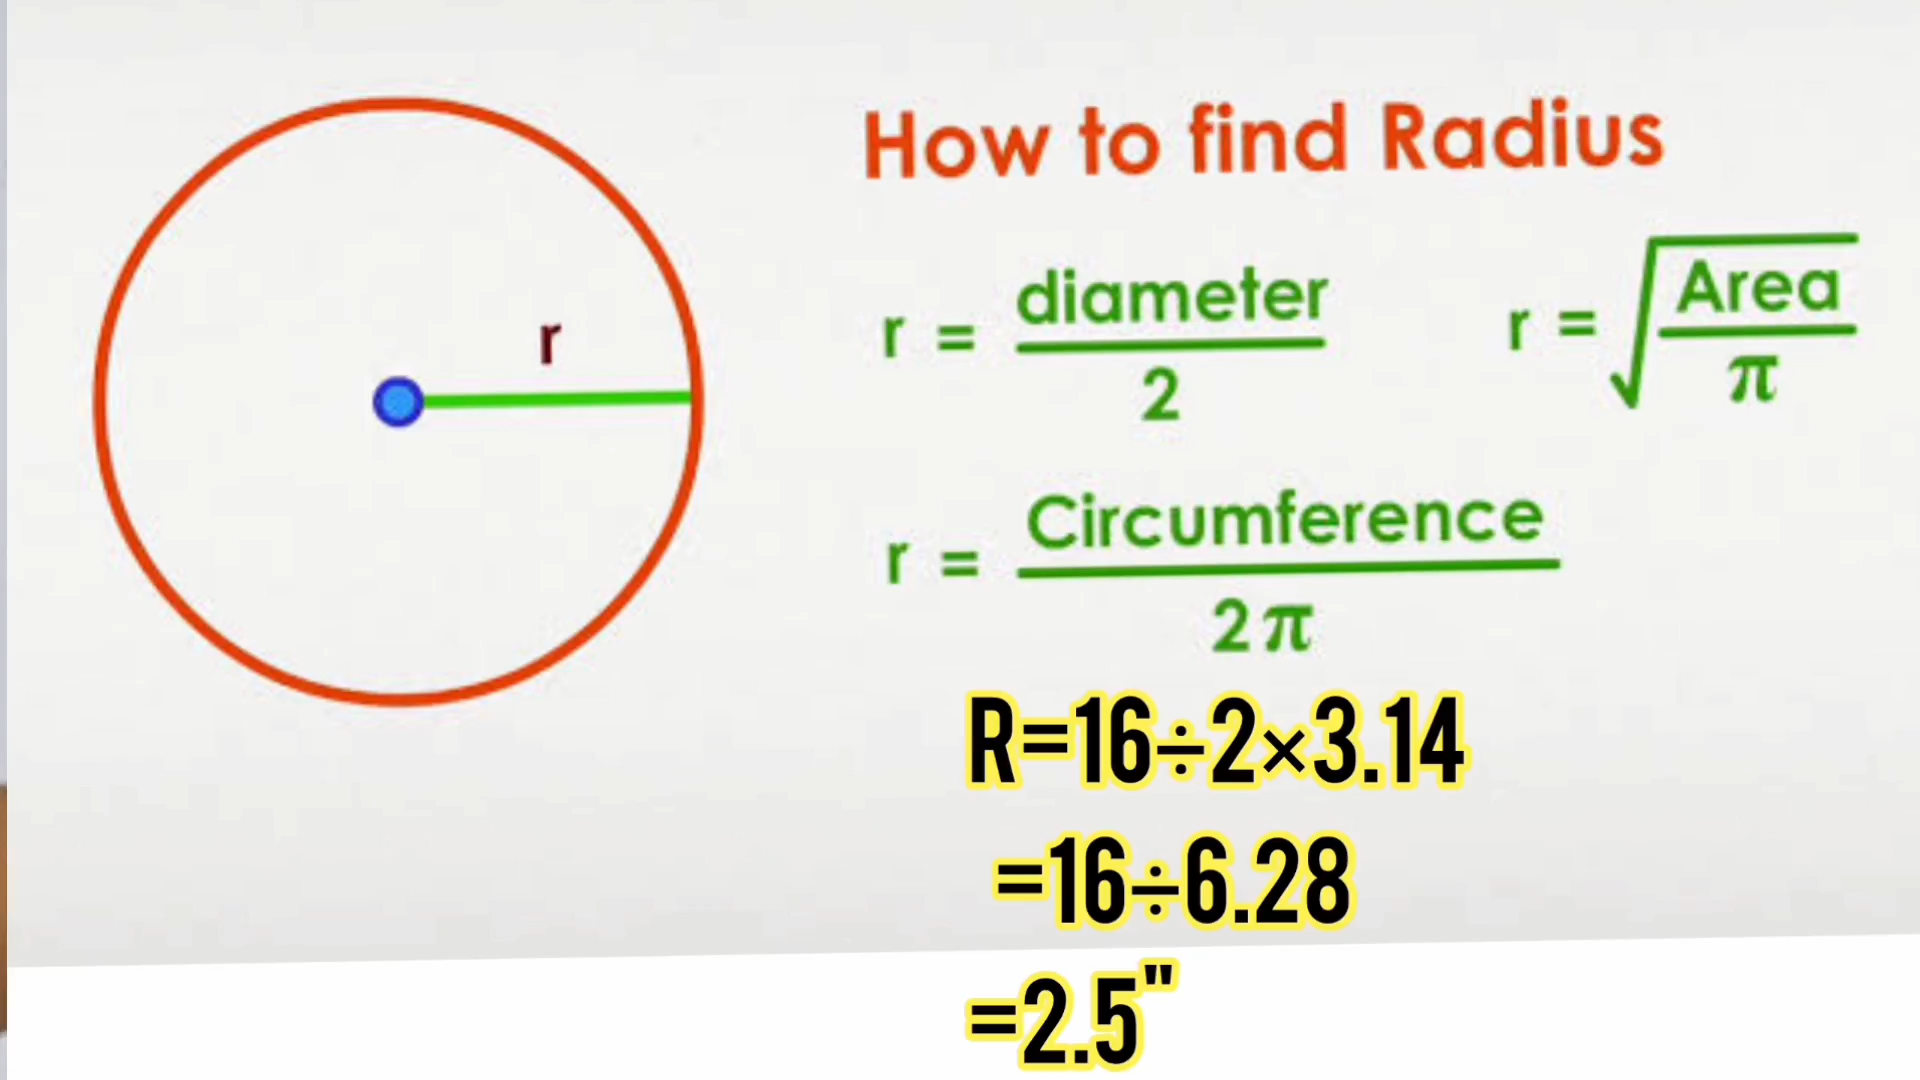 How to find Radius
r = diameter / 2
r = √ Area / π
r
r = Circumference / 2π
R=16÷2×3.14
=16÷6.28
=2.5"